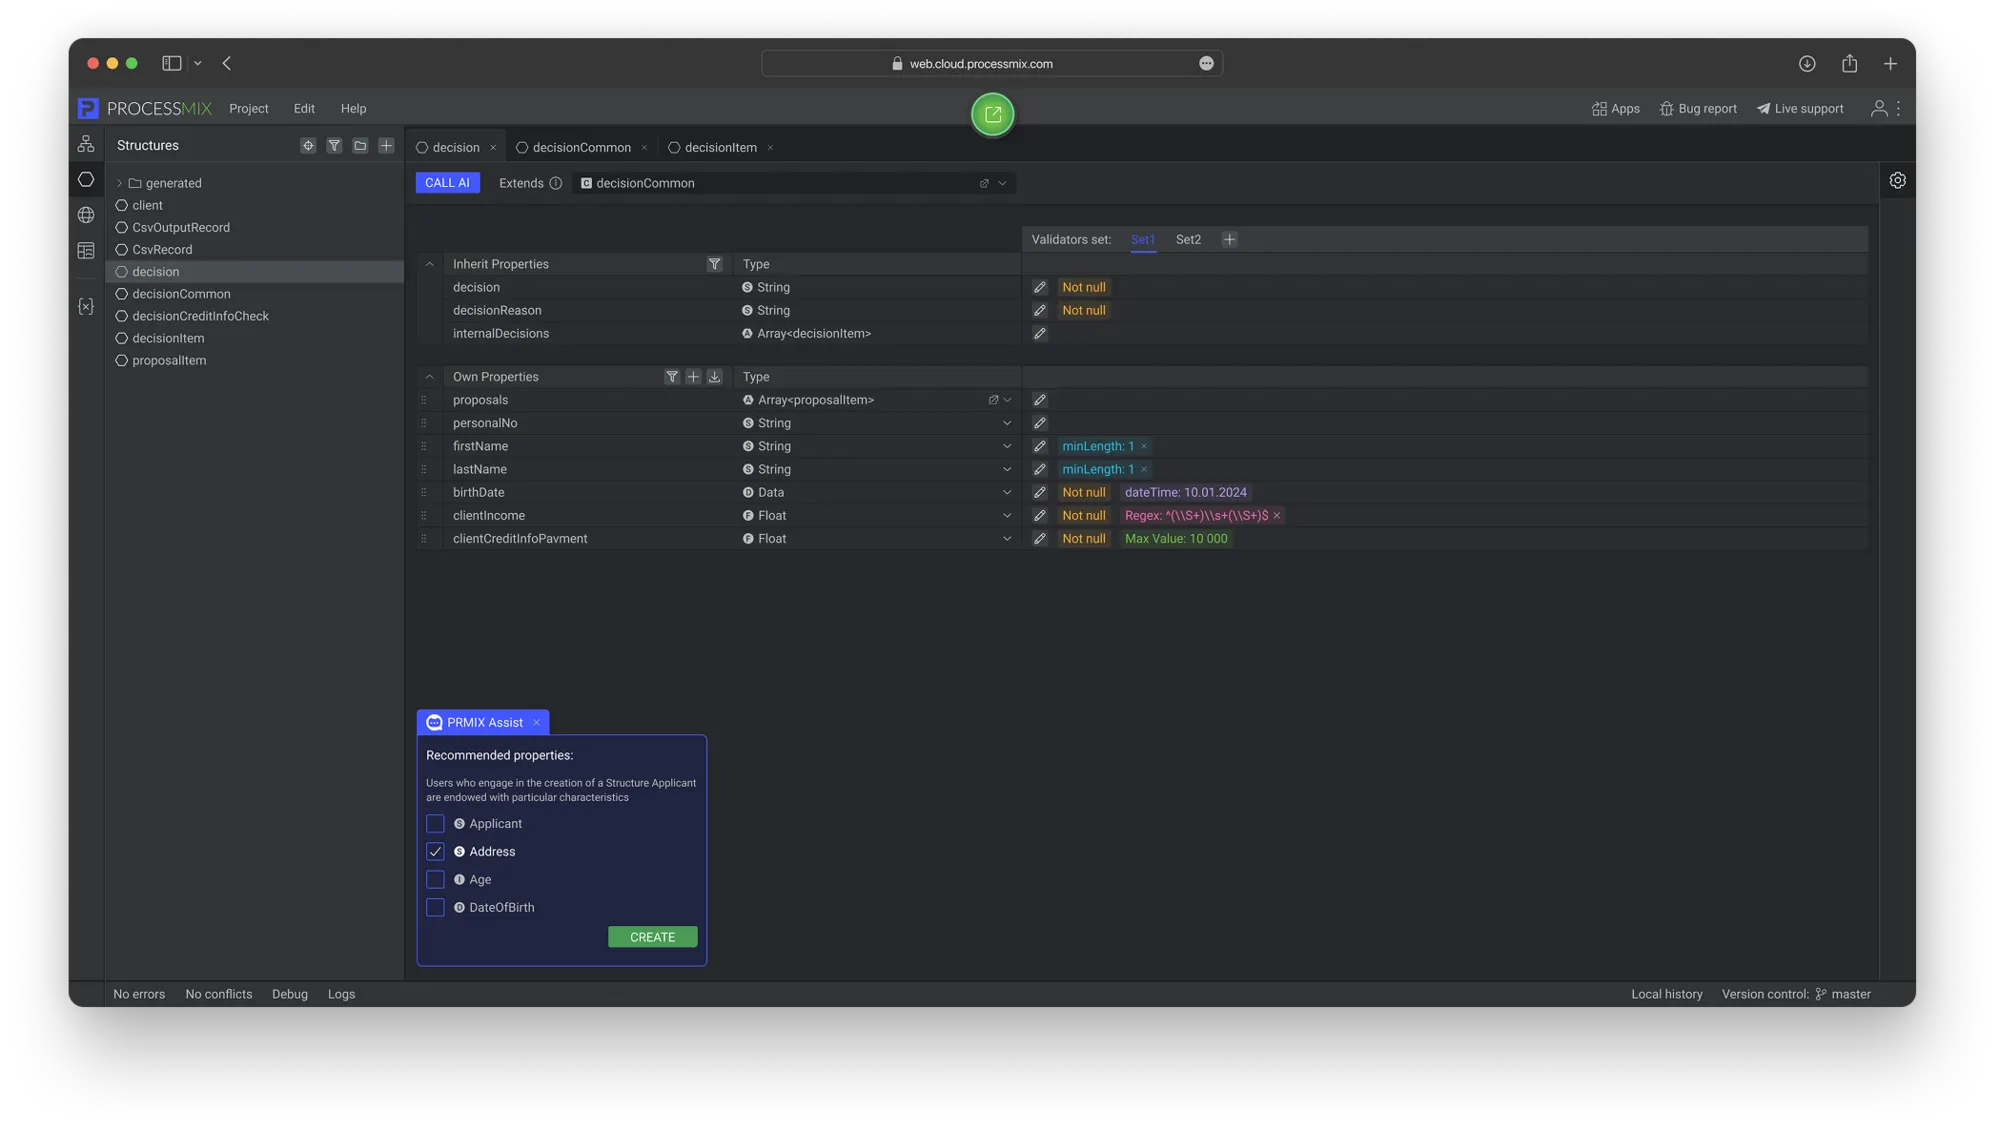 web.cloud.processmix.com
PROCESSMIX Project Edit Help
Apps Bug report Live support
Structures
generated
client
CsvOutputRecord
CsvRecord
decision
decisionCommon
decisionCreditInfoCheck
decisionItem
proposalItem
decision decisionCommon decisionItem
CALL AI Extends decisionCommon
Validators set: Set1 Set2
Inherit Properties Type
decision String Not null
decisionReason String Not null
internalDecisions Array<decisionItem>
Own Properties Type
proposals Array<proposalItem>
personalNo String
firstName String minLength: 1
lastName String minLength: 1
birthDate Data Not null dateTime: 10.01.2024
clientIncome Float Not null Regex: ^(\\S+)\\s+(\\S+)$
clientCreditInfoPavment Float Not null Max Value: 10 000
PRMIX Assist
Recommended properties:
Users who engage in the creation of a Structure Applicant
are endowed with particular characteristics
Applicant
Address
Age
DateOfBirth
CREATE
No errors No conflicts Debug Logs
Local history Version control: master